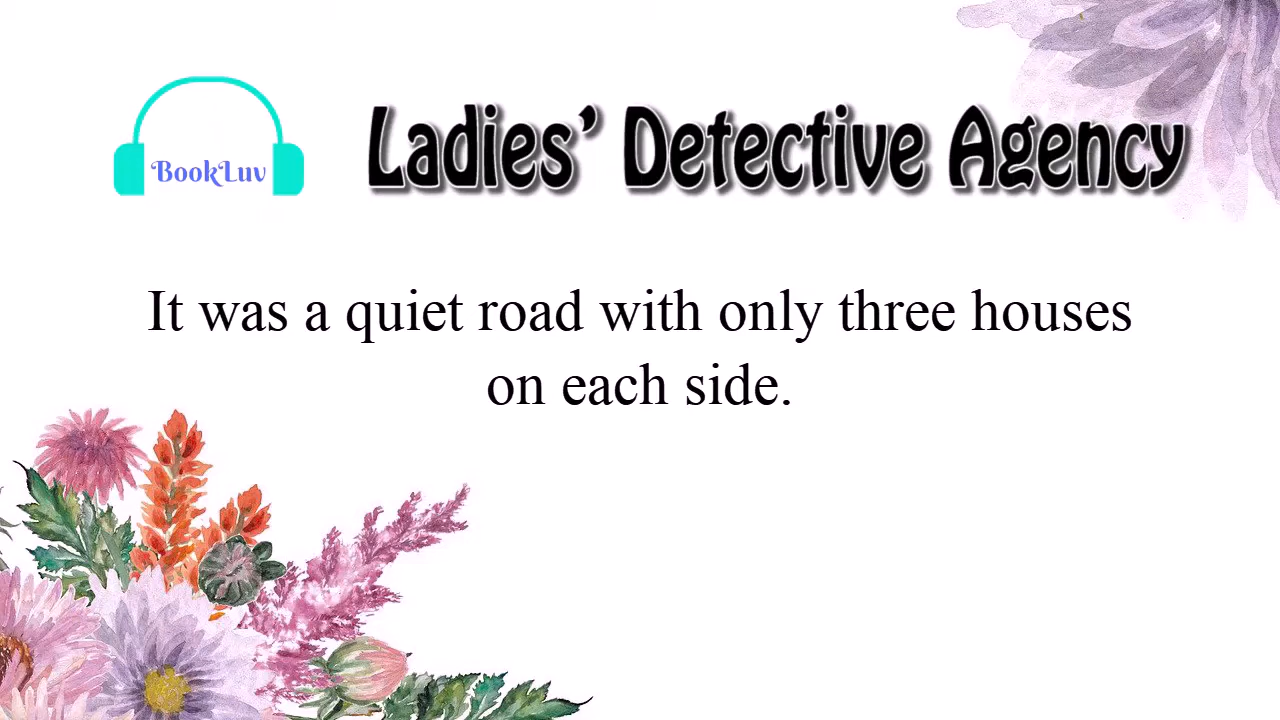 BookLuv
Ladies’ Detective Agency
It was a quiet road with only three houses
on each side.